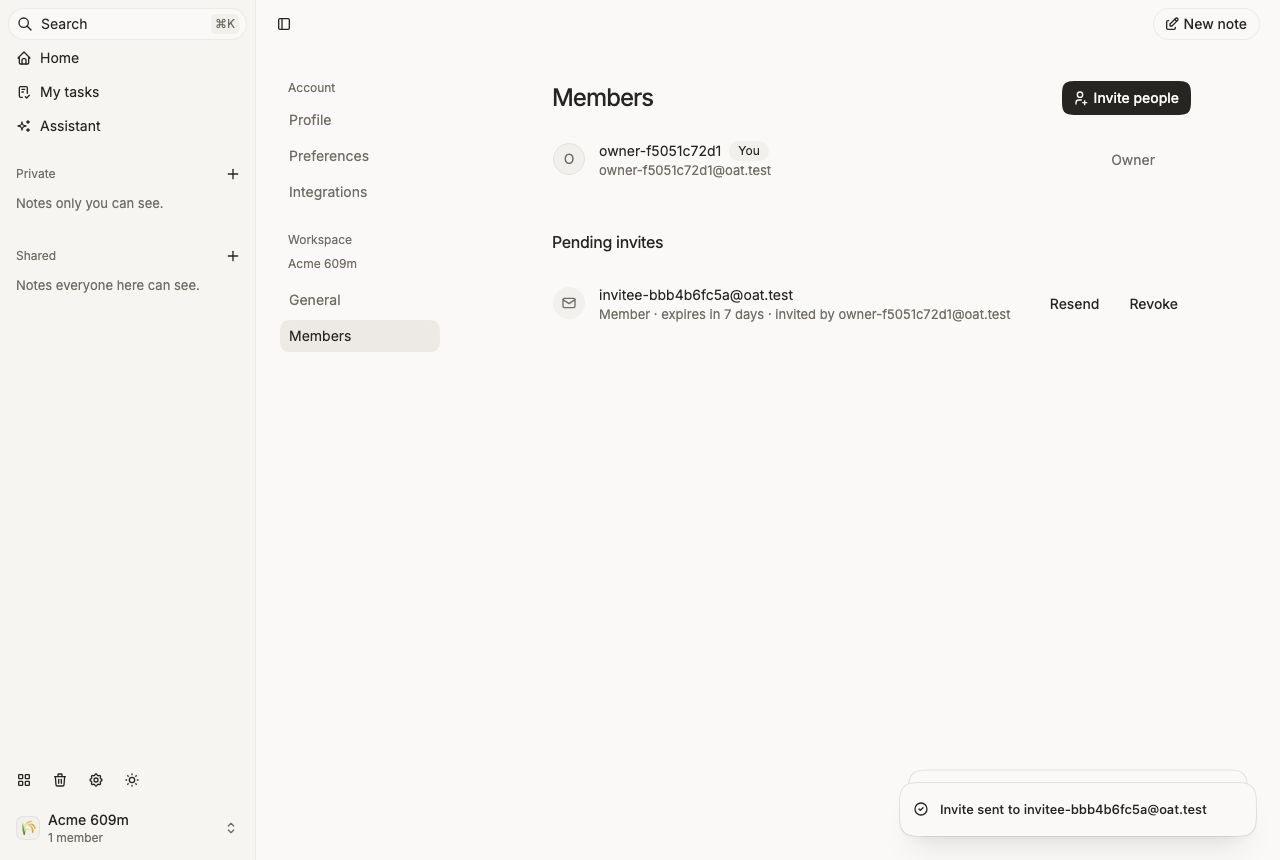 Search ⌘K
Home
My tasks
Assistant
Private
Notes only you can see.
Shared
Notes everyone here can see.
Acme 609m
1 member
New note
Account
Profile
Preferences
Integrations
Workspace
Acme 609m
General
Members
Members
Invite people
O
owner-f5051c72d1 You
owner-f5051c72d1@oat.test
Owner
Pending invites
invitee-bbb4b6fc5a@oat.test
Member · expires in 7 days · invited by owner-f5051c72d1@oat.test
Resend
Revoke
Invite sent to invitee-bbb4b6fc5a@oat.test